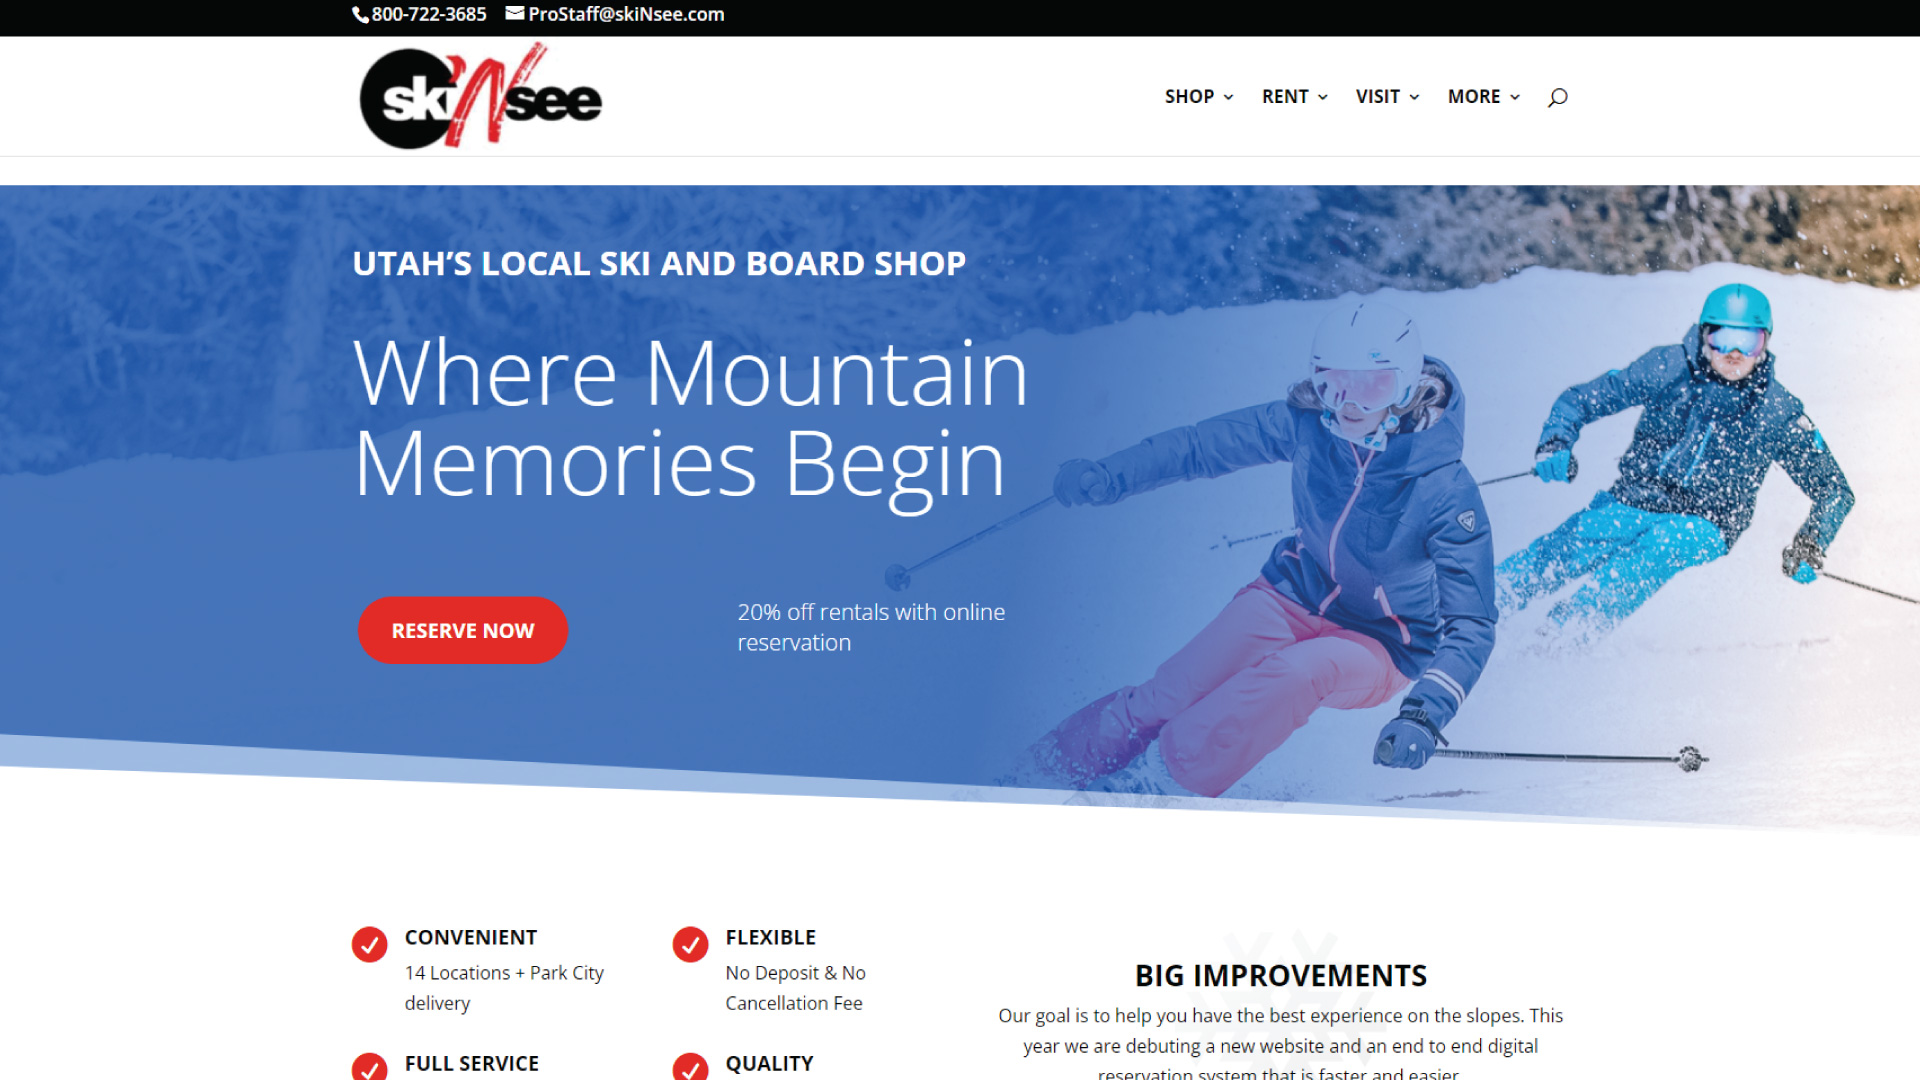 800-722-3685 ProStaff@skiNsee.com
ski'Nsee
SHOP RENT VISIT MORE
UTAH’S LOCAL SKI AND BOARD SHOP
Where Mountain
Memories Begin
RESERVE NOW
20% off rentals with online
reservation
CONVENIENT
14 Locations + Park City
delivery
FLEXIBLE
No Deposit & No
Cancellation Fee
FULL SERVICE
QUALITY
BIG IMPROVEMENTS
Our goal is to help you have the best experience on the slopes. This
year we are debuting a new website and an end to end digital
reservation system that is faster and easier